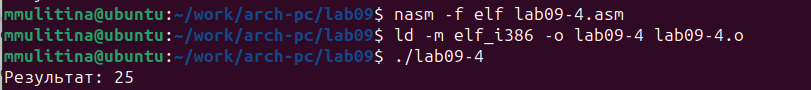 mmulitina@ubuntu:~/work/arch-pc/lab09$ nasm -f elf lab09-4.asm
mmulitina@ubuntu:~/work/arch-pc/lab09$ ld -m elf_i386 -o lab09-4 lab09-4.o
mmulitina@ubuntu:~/work/arch-pc/lab09$ ./lab09-4
Результат: 25